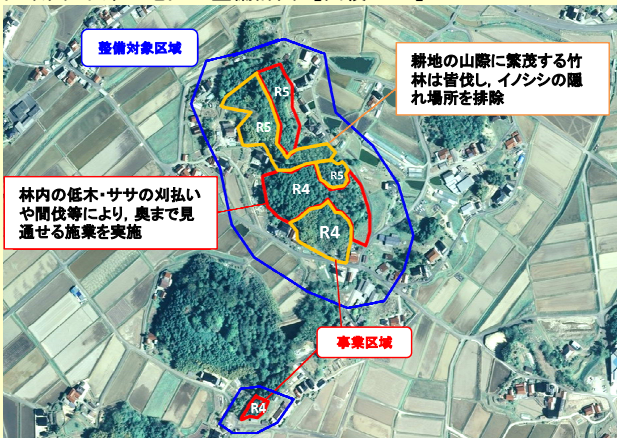 整備対象区域
耕地の山際に繁茂する竹
林は皆伐し，イノシシの隠
れ場所を排除
R5
R5
R5
R4
林内の低木・ササの刈払い
や間伐等により，奥まで見
通せる施業を実施
R4
事業区域
R4